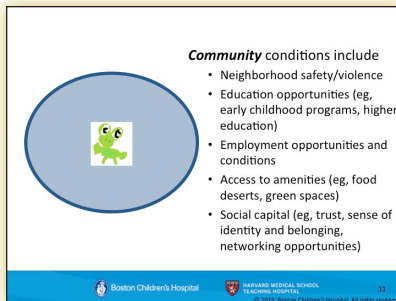 Community conditions include
• Neighborhood safety/violence
• Education opportunities (eg,
early childhood programs, higher
education)
• Employment opportunities and
conditions
• Access to amenities (eg, food
deserts, green spaces)
• Social capital (eg, trust, sense of
identity and belonging,
networking opportunities)
Boston Children's Hospital
HARVARD MEDICAL SCHOOL
TEACHING HOSPITAL
11
© 2019, Boston Children's Hospital. All rights reserved